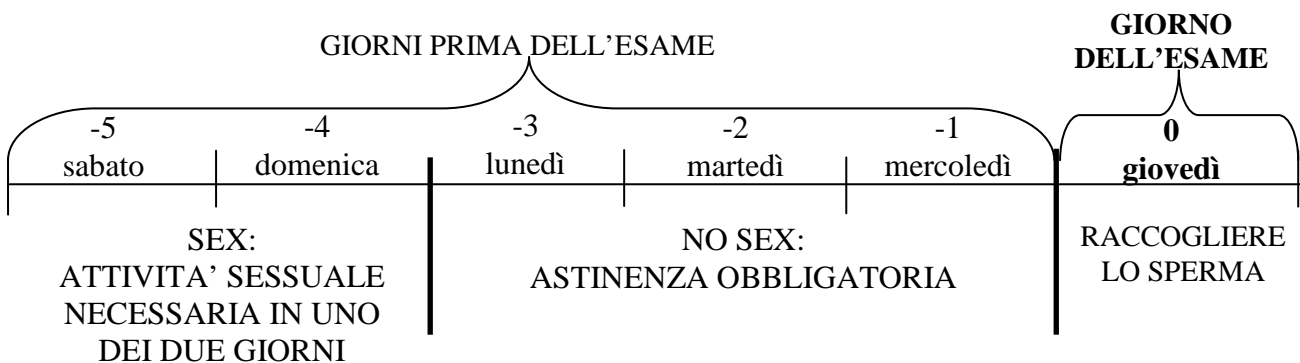 GIORNI PRIMA DELL'ESAME
GIORNO
DELL'ESAME
-5 -4 -3 -2 -1 0
sabato domenica lunedì martedì mercoledì giovedì
SEX:
ATTIVITA' SESSUALE
NECESSARIA IN UNO
DEI DUE GIORNI
NO SEX:
ASTINENZA OBBLIGATORIA
RACCOGLIERE
LO SPERMA